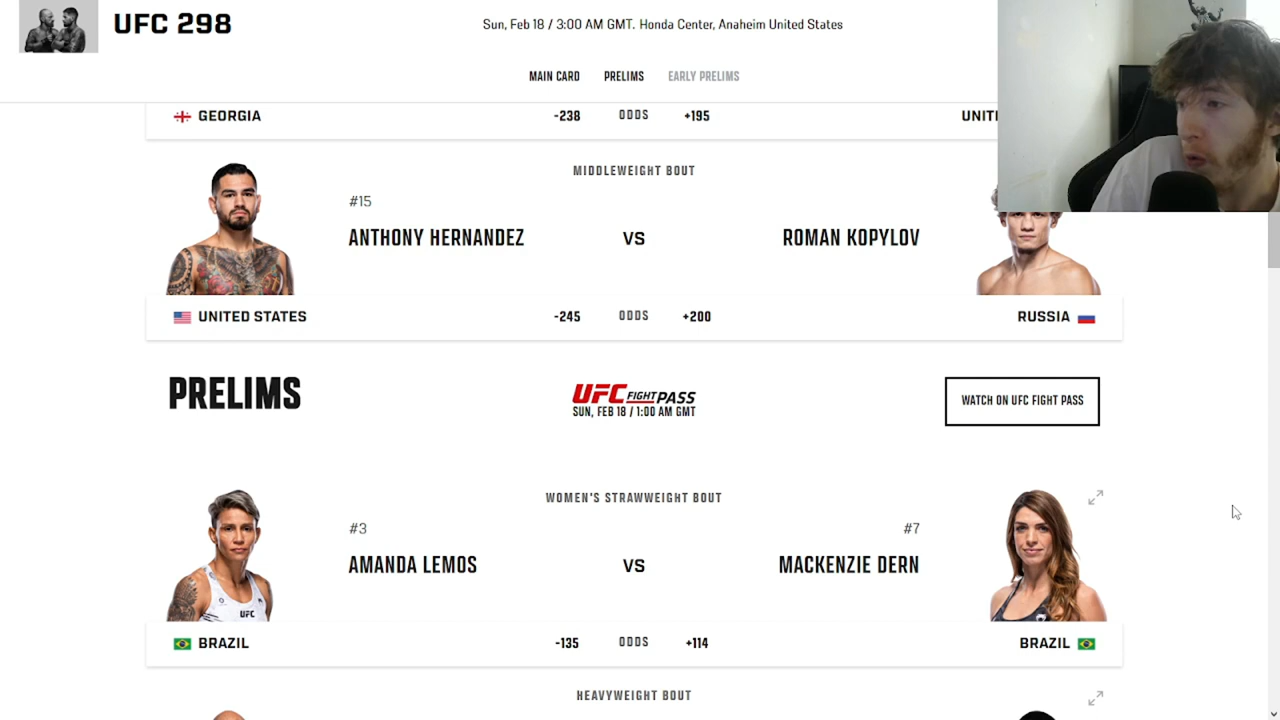 UFC 298
Sun, Feb 18 / 3:00 AM GMT. Honda Center, Anaheim United States
MAIN CARD PRELIMS EARLY PRELIMS
GEORGIA -238 ODDS +195
MIDDLEWEIGHT BOUT
#15
ANTHONY HERNANDEZ VS ROMAN KOPYLOV
UNITED STATES -245 ODDS +200 RUSSIA
PRELIMS
UFC FIGHT PASS
SUN, FEB 18 / 1:00 AM GMT
WATCH ON UFC FIGHT PASS
WOMEN'S STRAWWEIGHT BOUT
#3 #7
AMANDA LEMOS VS MACKENZIE DERN
UFC
BRAZIL -135 ODDS +114 BRAZIL
HEAVYWEIGHT BOUT